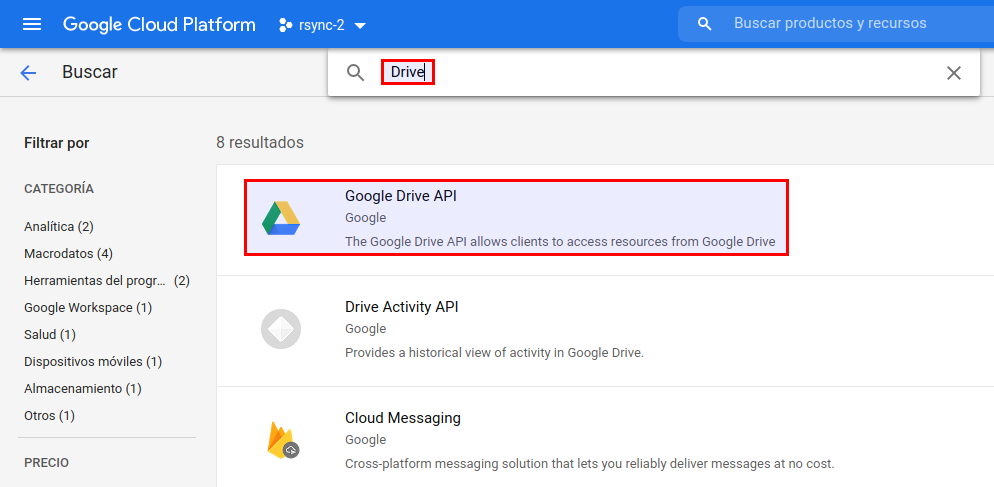 Google Cloud Platform
rsync-2
Buscar productos y recursos
Buscar
Drive
Filtrar por
8 resultados
CATEGORÍA
Analítica (2)
Macrodatos (4)
Herramientas del progr... (2)
Google Workspace (1)
Salud (1)
Dispositivos móviles (1)
Almacenamiento (1)
Otros (1)
PRECIO
Google Drive API
Google
The Google Drive API allows clients to access resources from Google Drive
Drive Activity API
Google
Provides a historical view of activity in Google Drive.
Cloud Messaging
Google
Cross-platform messaging solution that lets you reliably deliver messages at no cost.